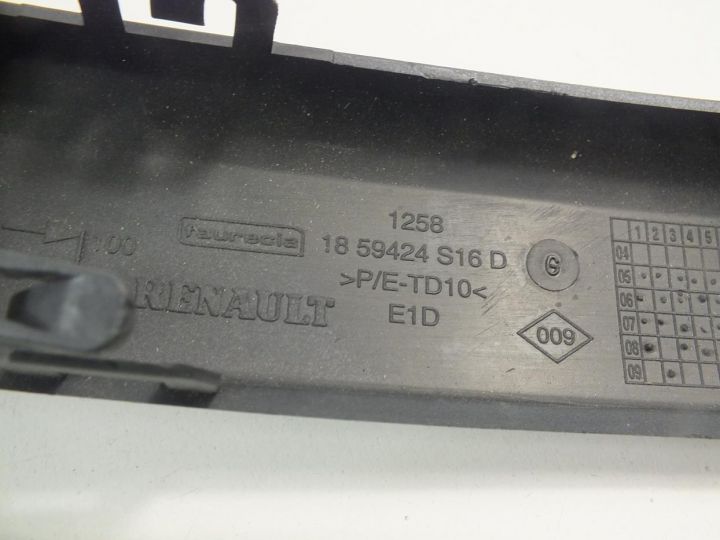 faurecia
1258
18 59424 S16 D
>P/E-TD10<
E1D
:00
RENAULT
G
009
1 2 3 4 5
04
05
06
07
08
09